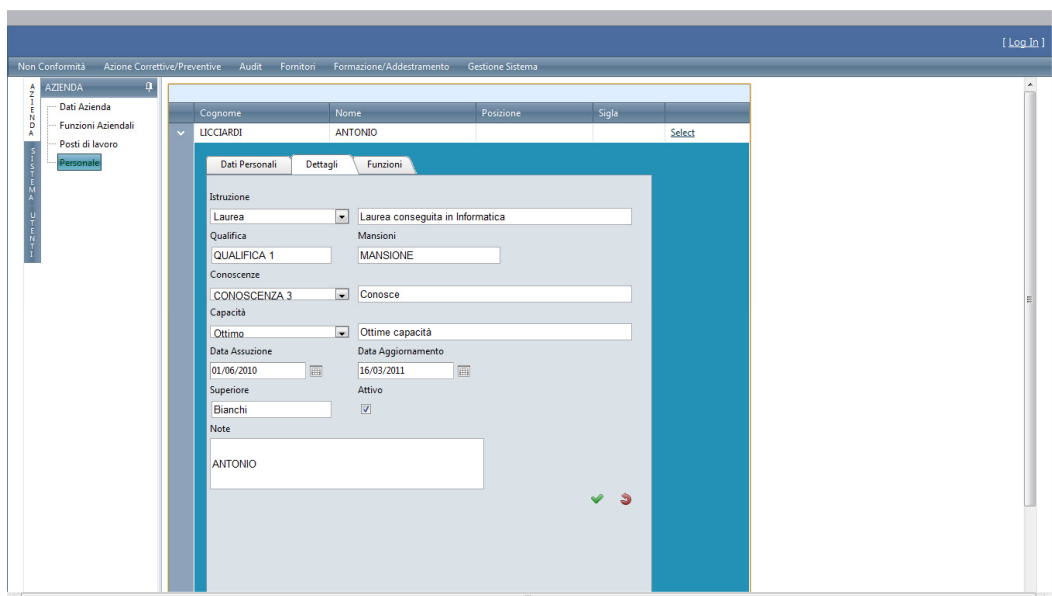 [ Log In ]
Non Conformità Azione Correttive/Preventive Audit Fornitori Formazione/Addestramento Gestione Sistema
AZIENDA
SISTEMA UTENTI
AZIENDA
Dati Azienda
Funzioni Aziendali
Posti di lavoro
Personale
Cognome Nome Posizione Sigla
LICCIARDI ANTONIO Select
Dati Personali Dettagli Funzioni
Istruzione
Laurea Laurea conseguita in Informatica
Qualifica Mansioni
QUALIFICA 1 MANSIONE
Conoscenze
CONOSCENZA 3 Conosce
Capacità
Ottimo Ottime capacità
Data Assuzione Data Aggiornamento
01/06/2010 16/03/2011
Superiore Attivo
Bianchi
Note
ANTONIO